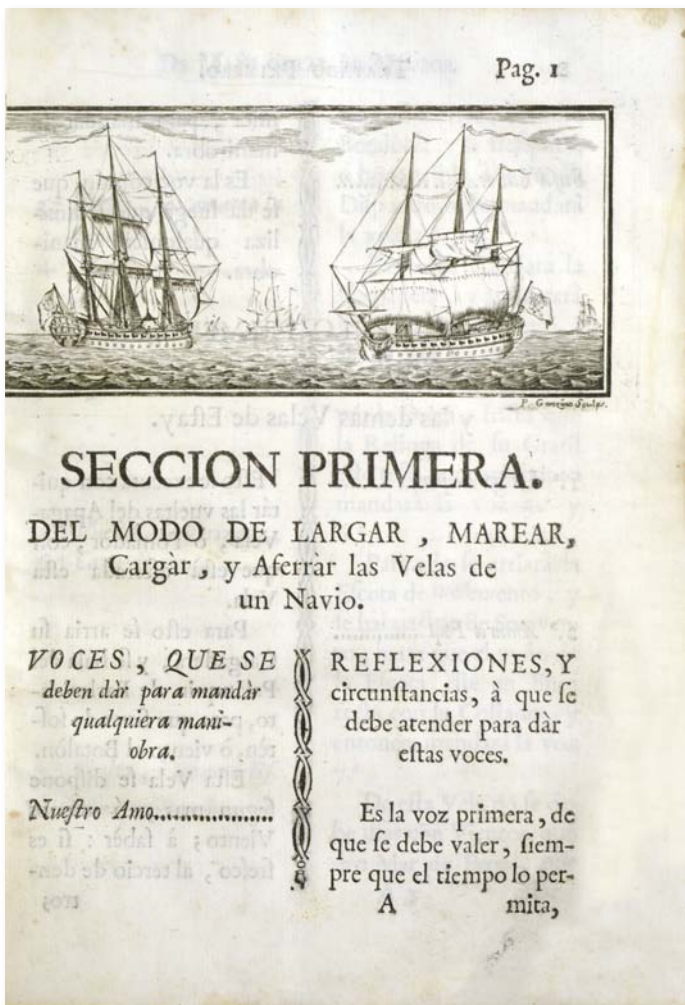 Pag. 1
Sculps.
SECCION PRIMERA.
DEL MODO DE LARGAR , MAREAR,
Cargàr , y Aferràr las Velas de
un Navio.
VOCES , QUE SE
deben dàr para mandàr
qualquiera mani-
obra.
Nueſtro Amo...................
REFLEXIONES, Y
circunſtancias, à que ſe
debe atender para dàr
eſtas voces.
Es la voz primera , de
que ſe debe valer , ſiem-
pre que el tiempo lo per-
A mita,